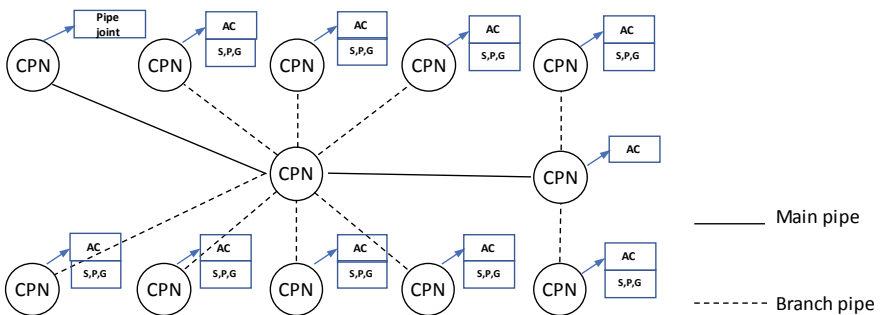 Pipe
joint
AC
S,P,G
AC
S,P,G
AC
S,P,G
AC
S,P,G
CPN
CPN
CPN
CPN
CPN
CPN
CPN
AC
Main pipe
AC
S,P,G
AC
S,P,G
AC
S,P,G
AC
S,P,G
AC
S,P,G
CPN
CPN
CPN
CPN
CPN
Branch pipe